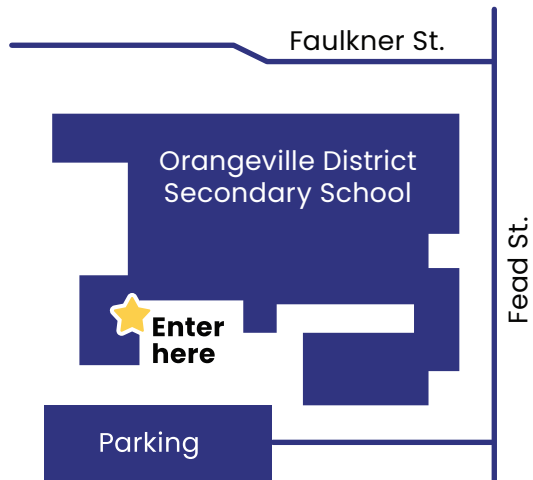 Faulkner St.
Orangeville District
Secondary School
Fead St.
Enter
here
Parking